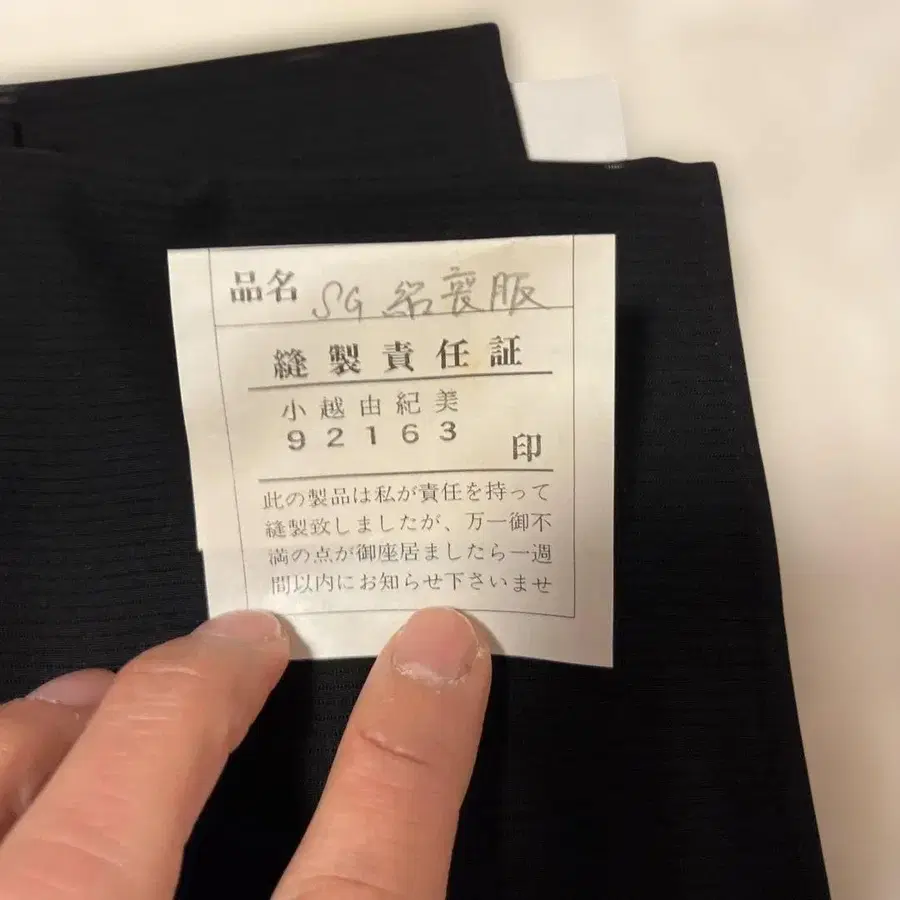 品名 SG 絽喪服
縫製責任証
小越由紀美
92163
印
此の製品は私が責任を持って
縫製致しましたが、万一御不
満の点が御座居ましたら一週
間以内にお知らせ下さいませ